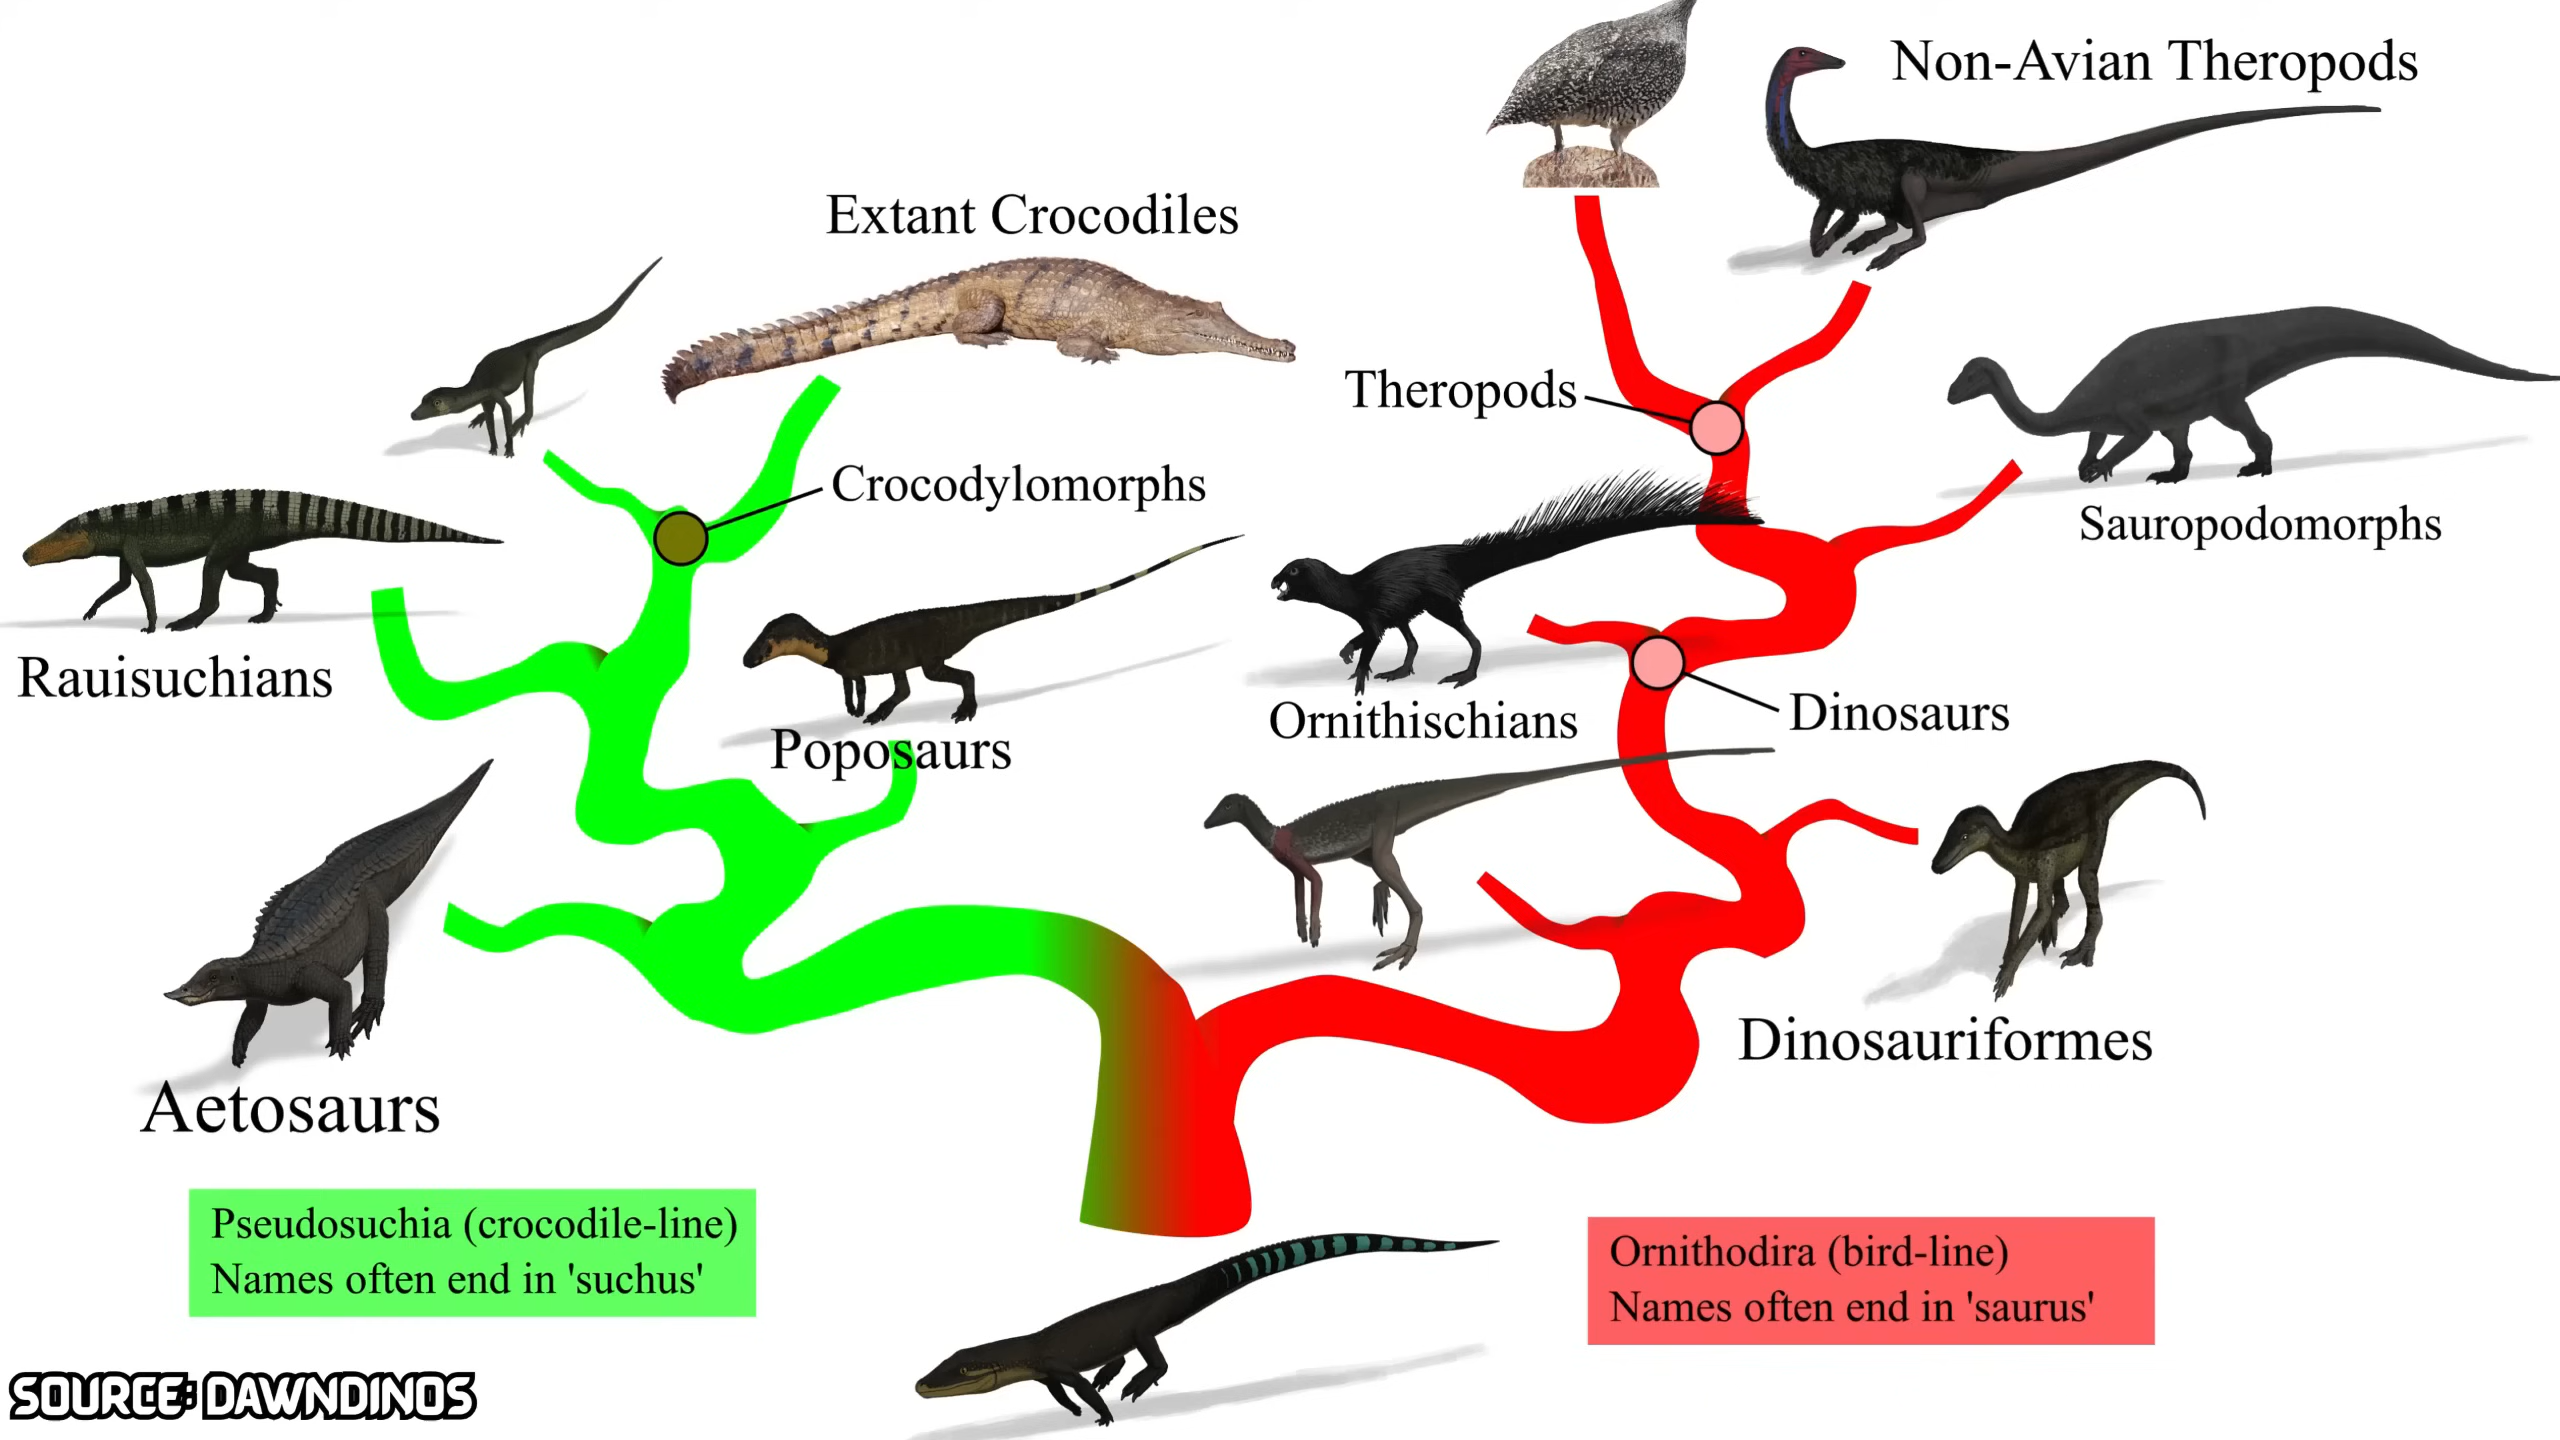 Non-Avian Theropods
Extant Crocodiles
Theropods
Crocodylomorphs
Sauropodomorphs
Rauisuchians
Poposaurs
Ornithischians
Dinosaurs
Dinosauriformes
Aetosaurs
Pseudosuchia (crocodile-line)
Names often end in 'suchus'
Ornithodira (bird-line)
Names often end in 'saurus'
SOURCE: DAWNDINOS